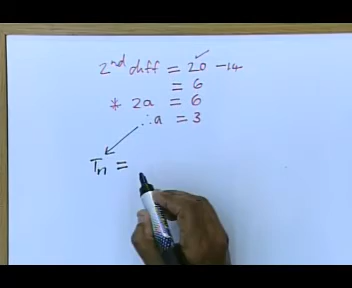 2nd diff = 20 - 14
= 6
* 2a = 6
∴ a = 3
Tn =